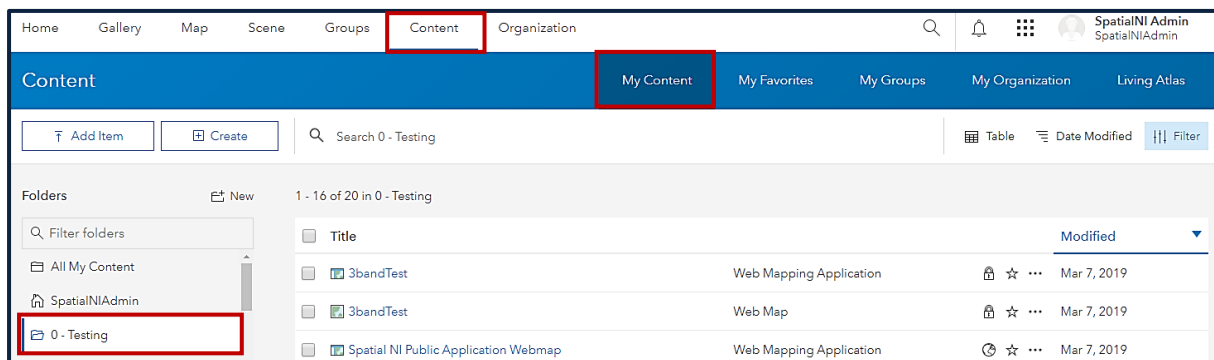 Home Gallery Map Scene Groups Content Organization SpatialNI Admin
SpatialNIAdmin
Content My Content My Favorites My Groups My Organization Living Atlas
Add Item Create Search 0 - Testing Table Date Modified Filter
Folders New 1 - 16 of 20 in 0 - Testing
Filter folders Title Modified
All My Content 3bandTest Web Mapping Application Mar 7, 2019
SpatialNIAdmin 3bandTest Web Map Mar 7, 2019
0 - Testing Spatial NI Public Application Webmap Web Mapping Application Mar 7, 2019